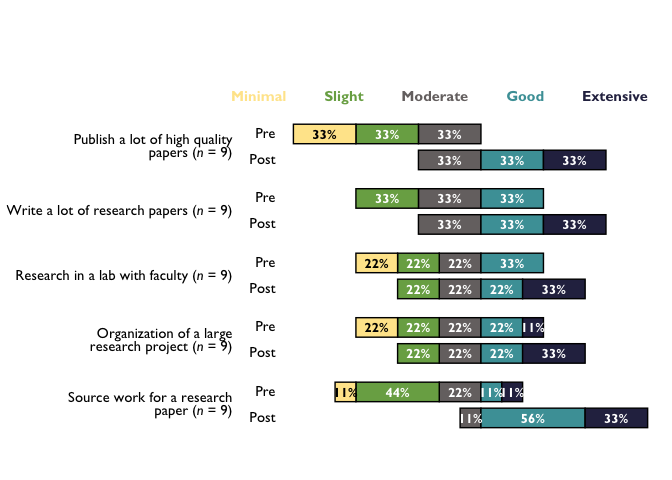 Minimal Slight Moderate Good Extensive
Publish a lot of high quality
papers (n = 9)
Pre 33% 33% 33%
Post 33% 33% 33%
Write a lot of research papers (n = 9)
Pre 33% 33% 33%
Post 33% 33% 33%
Research in a lab with faculty (n = 9)
Pre 22% 22% 22% 33%
Post 22% 22% 22% 33%
Organization of a large
research project (n = 9)
Pre 22% 22% 22% 22% 11%
Post 22% 22% 22% 33%
Source work for a research
paper (n = 9)
Pre 11% 44% 22% 11% 11%
Post 11% 56% 33%